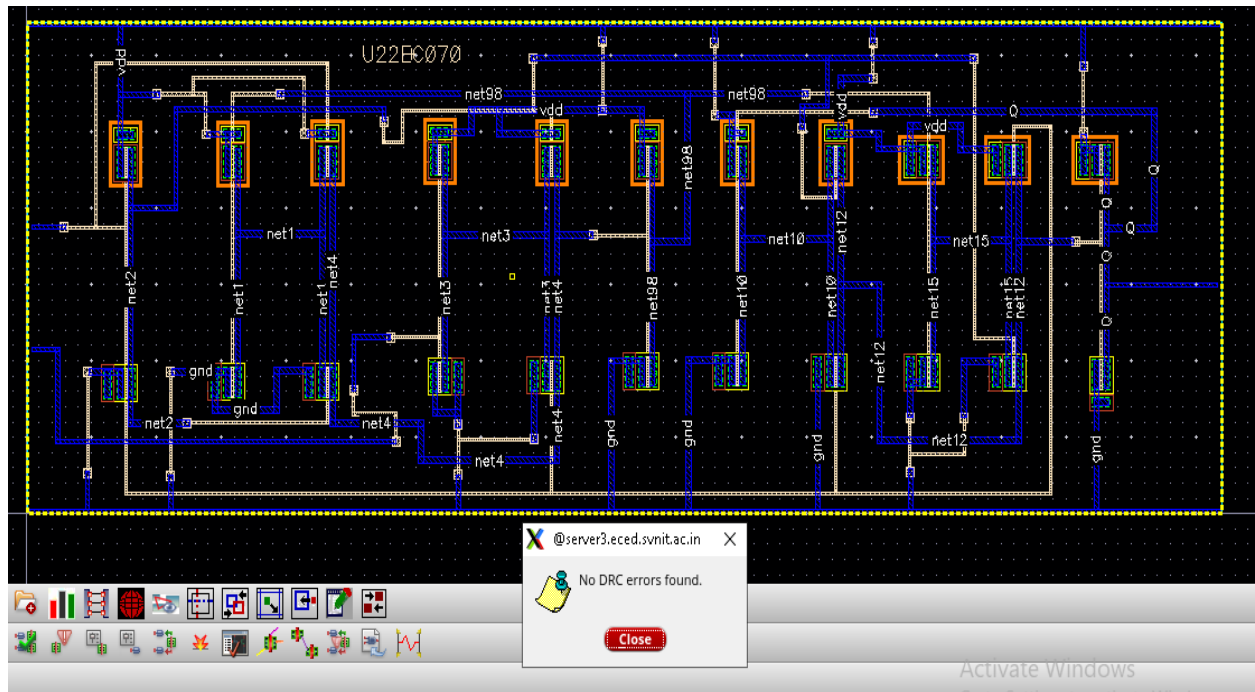 U22EC070
vdd
net98
net98
vdd
vdd
Q
vdd
net98
Q
net1
net3
net10
net12
net15
Q
Q
net2
net1
net1
net4
net3
net3
net4
net98
net10
net10
net15
net15
net12
Q
Q
gnd
gnd
net12
net2
net4
net4
net4
gnd
gnd
gnd
net12
gnd
@server3.eced.svnit.ac.in
No DRC errors found.
Close
Activate Windows